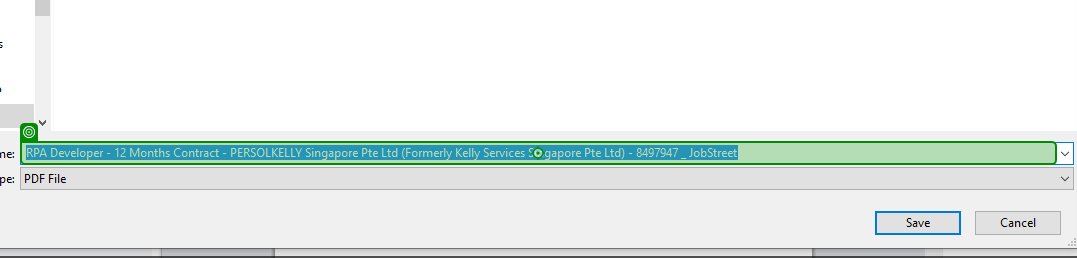 me: RPA Developer - 12 Months Contract - PERSOLKELLY Singapore Pte Ltd (Formerly Kelly Services Singapore Pte Ltd) - 8497947 _ JobStreet
pe: PDF File
Save Cancel